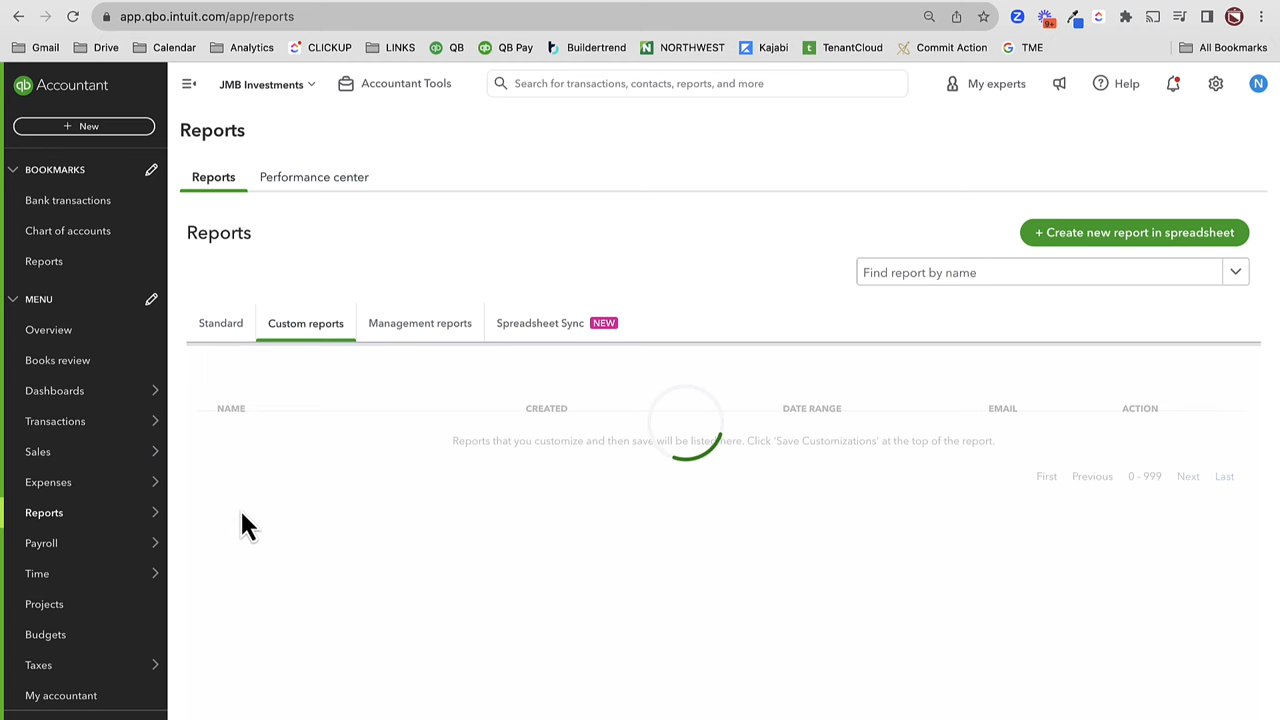 app.qbo.intuit.com/app/reports
9+
Gmail Drive Calendar Analytics CLICKUP LINKS QB QB Pay Buildertrend NORTHWEST Kajabi TenantCloud Commit Action TME All Bookmarks
qb Accountant
JMB Investments Accountant Tools Search for transactions, contacts, reports, and more My experts Help N
+ New
BOOKMARKS
Bank transactions
Chart of accounts
Reports
MENU
Overview
Books review
Dashboards
Transactions
Sales
Expenses
Reports
Payroll
Time
Projects
Budgets
Taxes
My accountant
Reports
Reports Performance center
Reports
+ Create new report in spreadsheet
Find report by name
Standard Custom reports Management reports Spreadsheet Sync NEW
NAME CREATED DATE RANGE EMAIL ACTION
Reports that you customize and then save will be listed here. Click 'Save Customizations' at the top of the report.
First Previous 0 - 999 Next Last